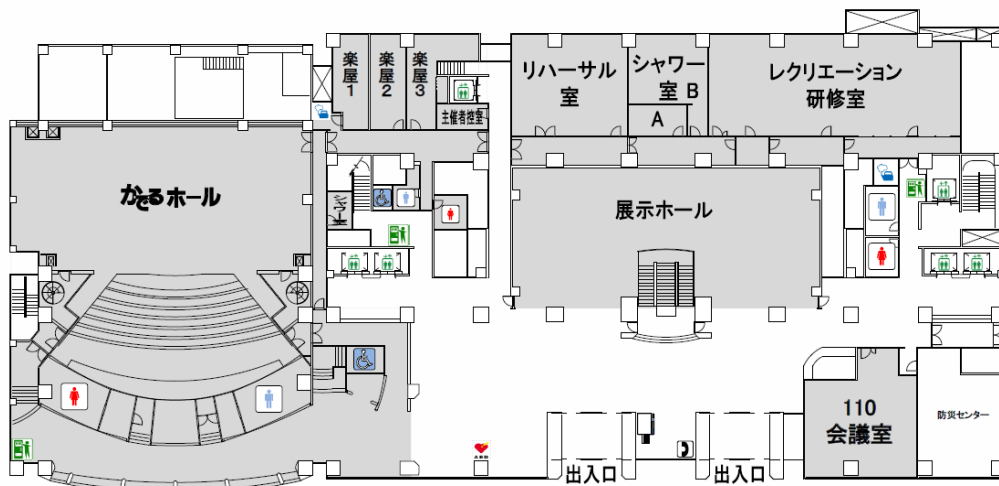 楽屋1
楽屋2
楽屋3
主催者控室
リハーサル
室
シャワー
室 B
A
レクリエーション
研修室
かでるホール
展示ホール
110
会議室
防災センター
出入口
出入口